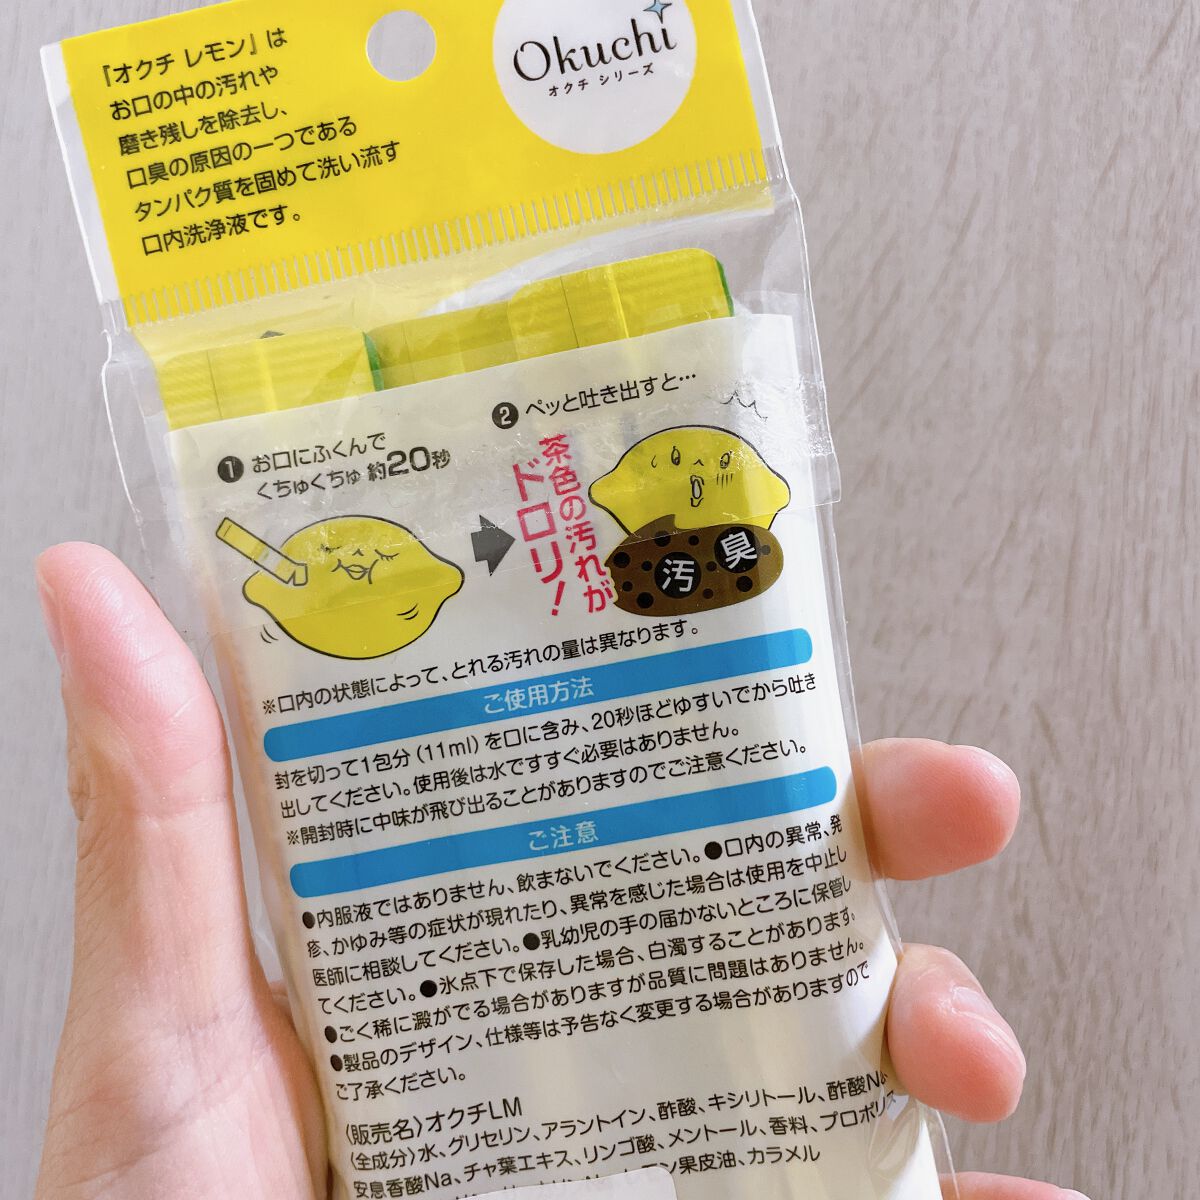 『オクチ レモン』は
お口の中の汚れや
磨き残しを除去し、
口臭の原因の一つである
タンパク質を固めて洗い流す
口内洗浄液です。
Okuchi
オクチ シリーズ
❶ お口にふくんで
くちゅくちゅ 約20秒
❷ ペッと吐き出すと…
茶色の汚れが
ドロリ!
汚
臭
※口内の状態によって、とれる汚れの量は異なります。
ご使用方法
封を切って1包分(11ml)を口に含み、20秒ほどゆすいでから吐き
出してください。使用後は水ですすぐ必要はありません。
※開封時に中味が飛び出ることがありますのでご注意ください。
ご注意
●内服液ではありません、飲まないでください。●口内の異常、発
疹、かゆみ等の症状が現れたり、異常を感じた場合は使用を中止し
医師に相談してください。●乳幼児の手の届かないところに保管し
てください。●氷点下で保存した場合、白濁することがあります。
●ごく稀に澱がでる場合がありますが品質に問題はありません。
●製品のデザイン、仕様等は予告なく変更する場合がありますので
ご了承ください。
〈販売名〉オクチLM
〈全成分〉水、グリセリン、アラントイン、酢酸、キシリトール、酢酸Na、
安息香酸Na、チャ葉エキス、リンゴ酸、メントール、香料、プロポリス
レモン果皮油、カラメル